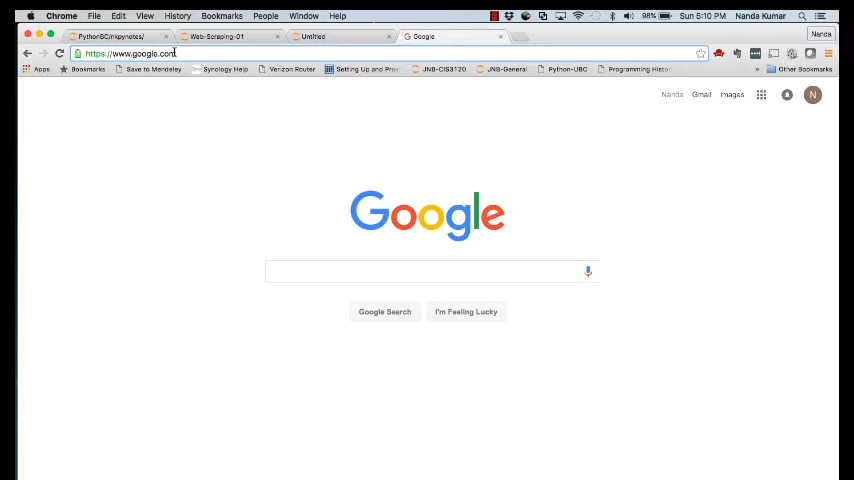 Chrome File Edit View History Bookmarks People Window Help 98% Sun 5:10 PM Nanda Kumar
PythonBC/nkpynotes/ Web-Scraping-01 Untitled Google Nanda
https://www.google.com
Apps Bookmarks Save to Mendeley Synology Help Verizon Router Setting Up and Pro JNB-CIS3120 JNB-General Python-UBC Programming Histor » Other Bookmarks
Nanda Gmail Images N
Google
Google Search I'm Feeling Lucky